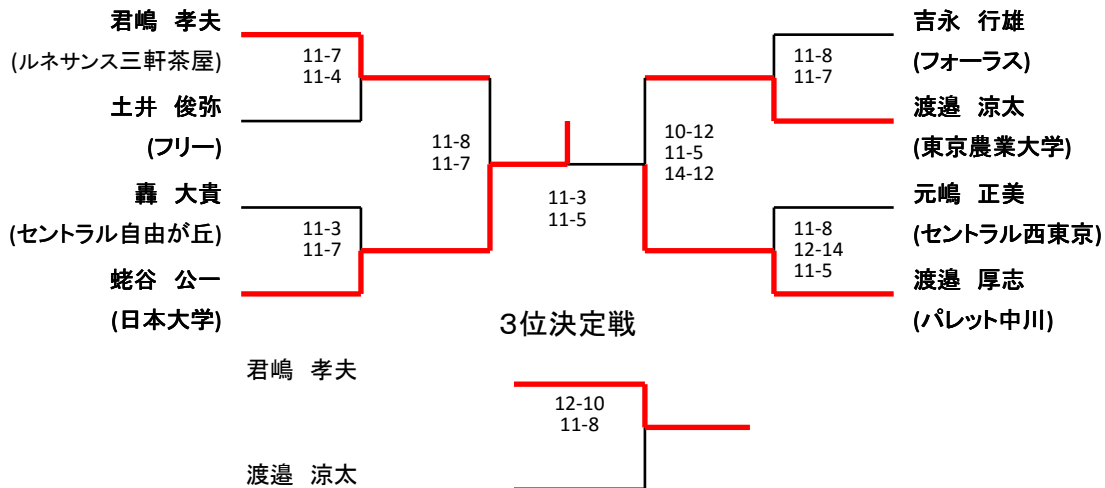 君嶋　孝夫
(ルネサンス三軒茶屋)
土井　俊弥
(フリー)
轟　大貴
(セントラル自由が丘)
蛯谷　公一
(日本大学)
11-7
11-4
11-3
11-7
11-8
11-7
11-3
11-5
10-12
11-5
14-12
11-8
11-7
11-8
12-14
11-5
吉永　行雄
(フォーラス)
渡邉　涼太
(東京農業大学)
元嶋　正美
(セントラル西東京)
渡邉　厚志
(パレット中川)
3位決定戦
君嶋　孝夫
12-10
11-8
渡邉　涼太